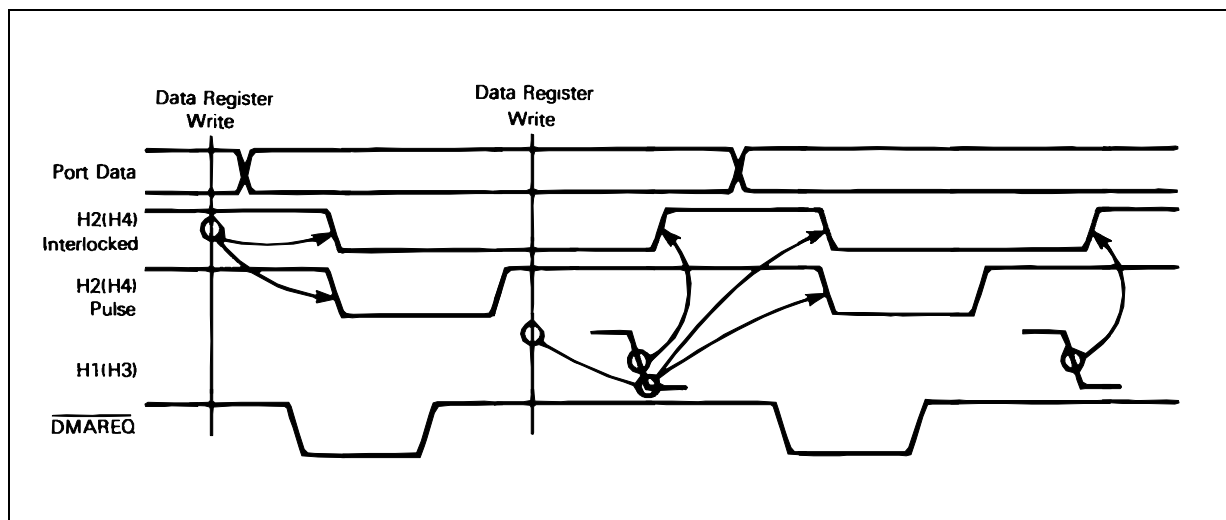 Data Register
Write
Data Register
Write
Port Data
H2(H4)
Interlocked
H2(H4)
Pulse
H1(H3)
DMAREQ